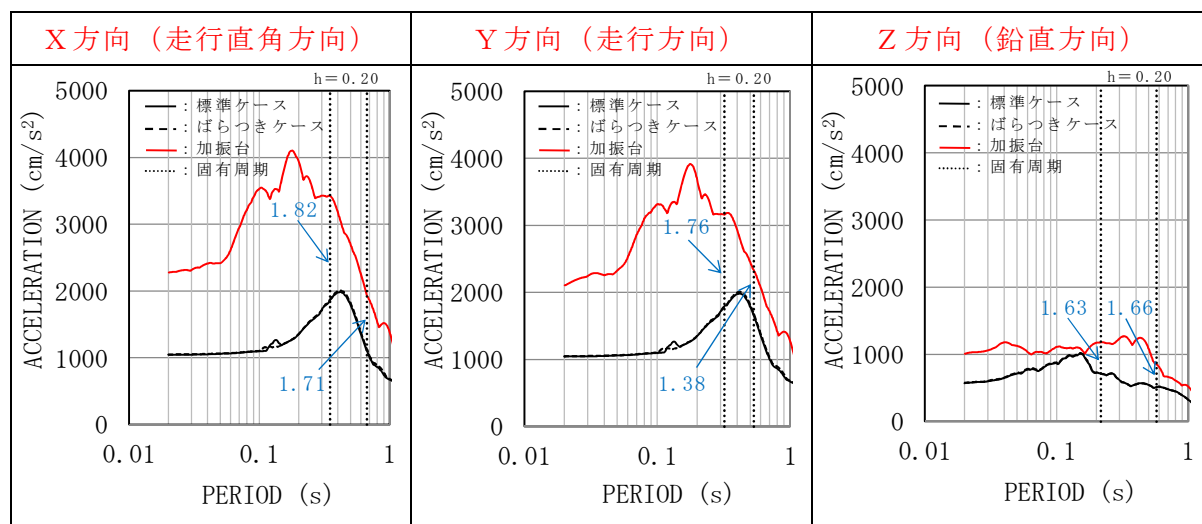 X方向（走行直角方向）
Y方向（走行方向）
Z方向（鉛直方向）
h＝0.20
5000
4000
3000
2000
1000
0
0.01
0.1
1
ACCELERATION (cm/s²)
PERIOD (s)
：標準ケース
：ばらつきケース
：加振台
：固有周期
1.82
1.71
h＝0.20
5000
4000
3000
2000
1000
0
0.01
0.1
1
ACCELERATION (cm/s²)
PERIOD (s)
：標準ケース
：ばらつきケース
：加振台
：固有周期
1.76
1.38
h＝0.20
5000
4000
3000
2000
1000
0
0.01
0.1
1
ACCELERATION (cm/s²)
PERIOD (s)
：標準ケース
：ばらつきケース
：加振台
：固有周期
1.63
1.66